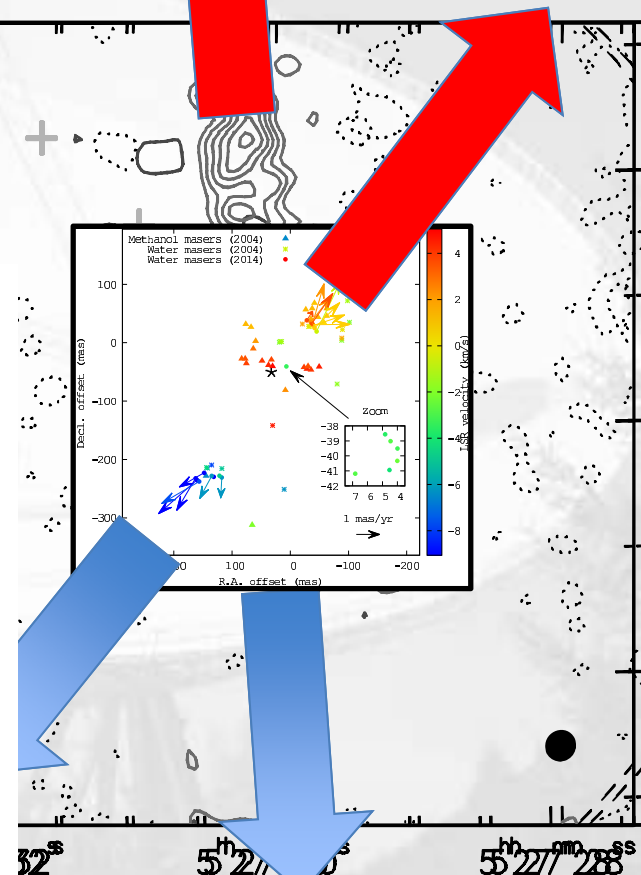 Methanol masers (2004)
Water masers (2004)
Water masers (2014)
100
0
-100
-200
-300
Decl. offset (mas)
100 0 -100 -200
R.A. offset (mas)
zoom
-38
-39
-40
-41
-42
7 6 5 4
1 mas/yr
4
2
0
-2
-4
-6
-8
LSR velocity (km/s)